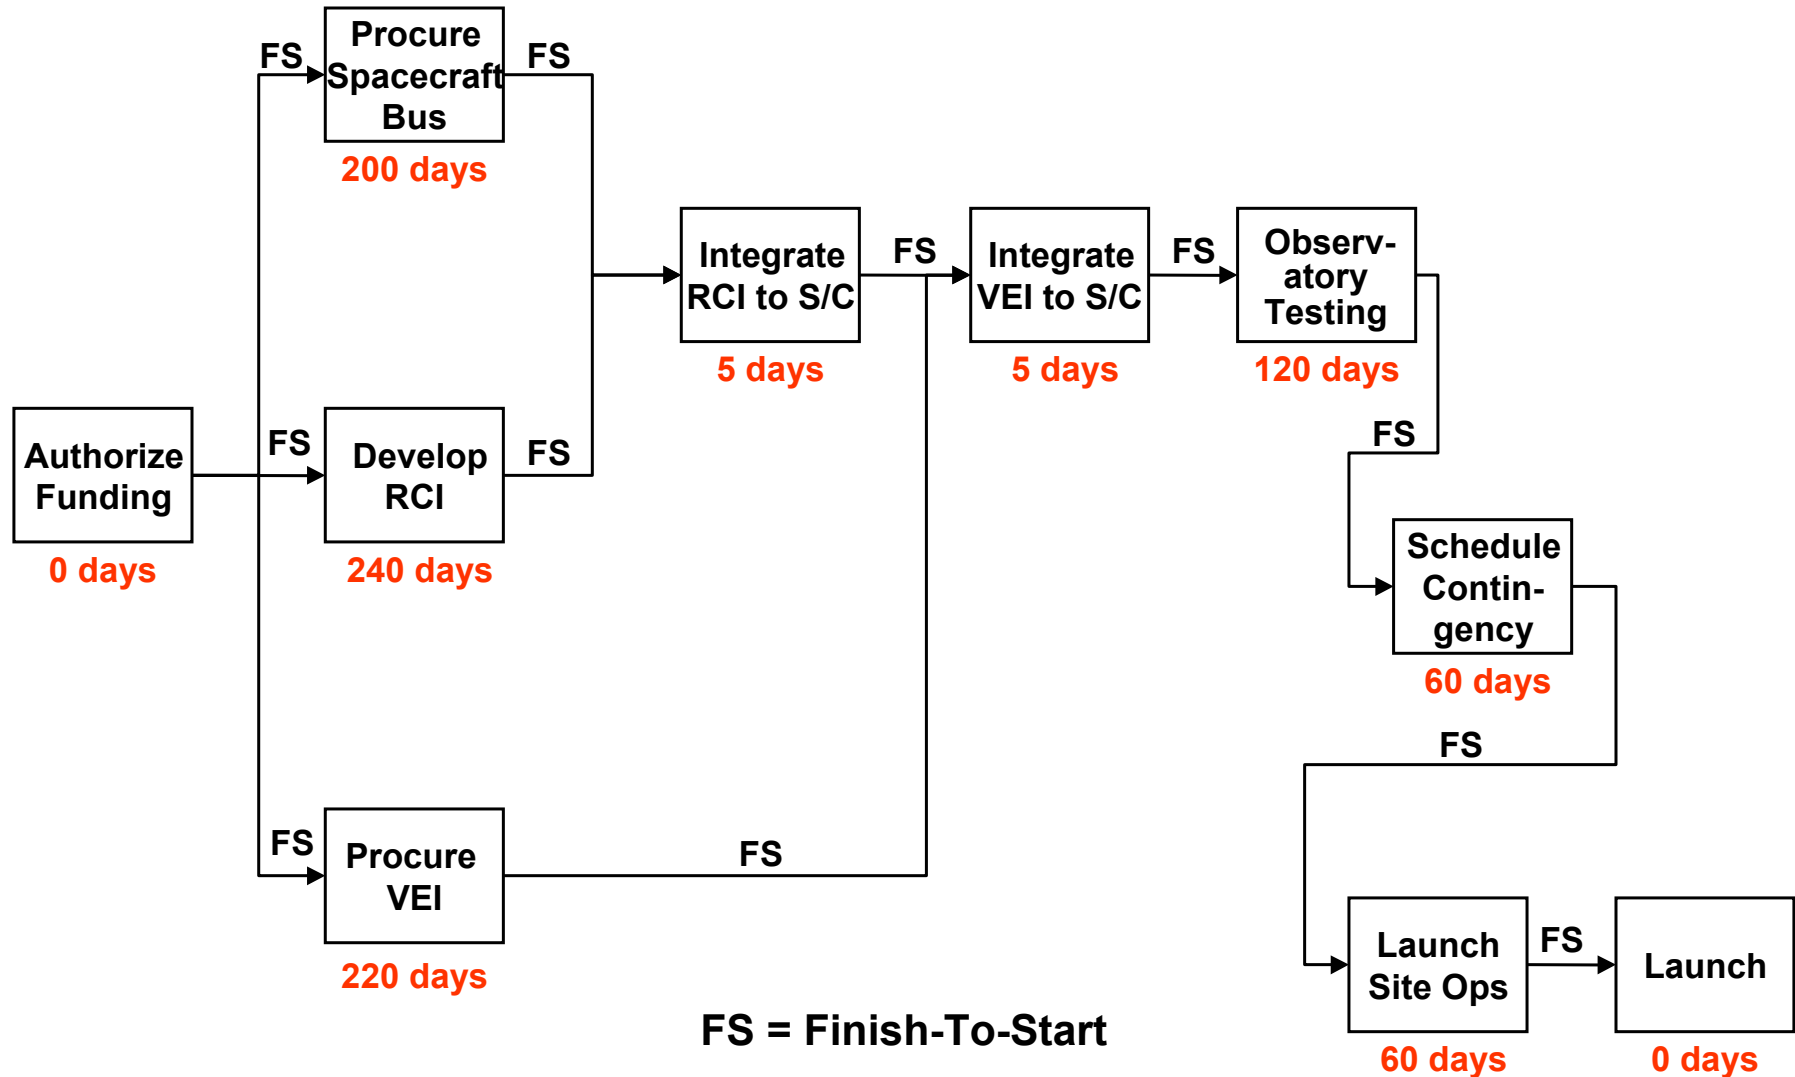 FS
Procure
Spacecraft
Bus
FS
200 days
Integrate
RCI to S/C
FS
Integrate
VEI to S/C
FS
Observ-
atory
Testing
5 days
5 days
120 days
Authorize
Funding
FS
Develop
RCI
FS
FS
0 days
240 days
Schedule
Contin-
gency
60 days
FS
FS
Procure
VEI
FS
220 days
Launch
Site Ops
FS
Launch
FS = Finish-To-Start
60 days
0 days